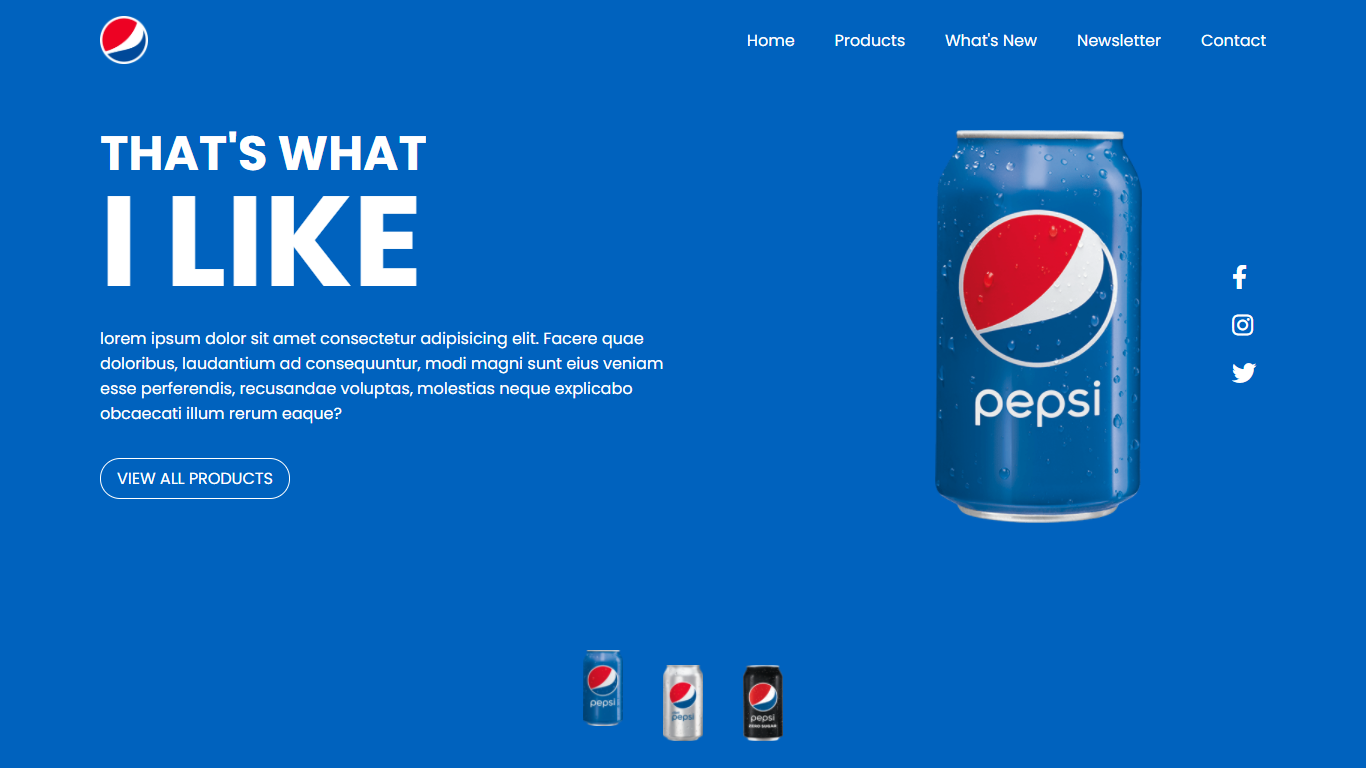 Home Products What's New Newsletter Contact
THAT'S WHAT
I LIKE
lorem ipsum dolor sit amet consectetur adipisicing elit. Facere quae
doloribus, laudantium ad consequuntur, modi magni sunt eius veniam
esse perferendis, recusandae voluptas, molestias neque explicabo
obcaecati illum rerum eaque?
VIEW ALL PRODUCTS
pepsi
pepsi
pepsi
pepsi
ZERO SUGAR